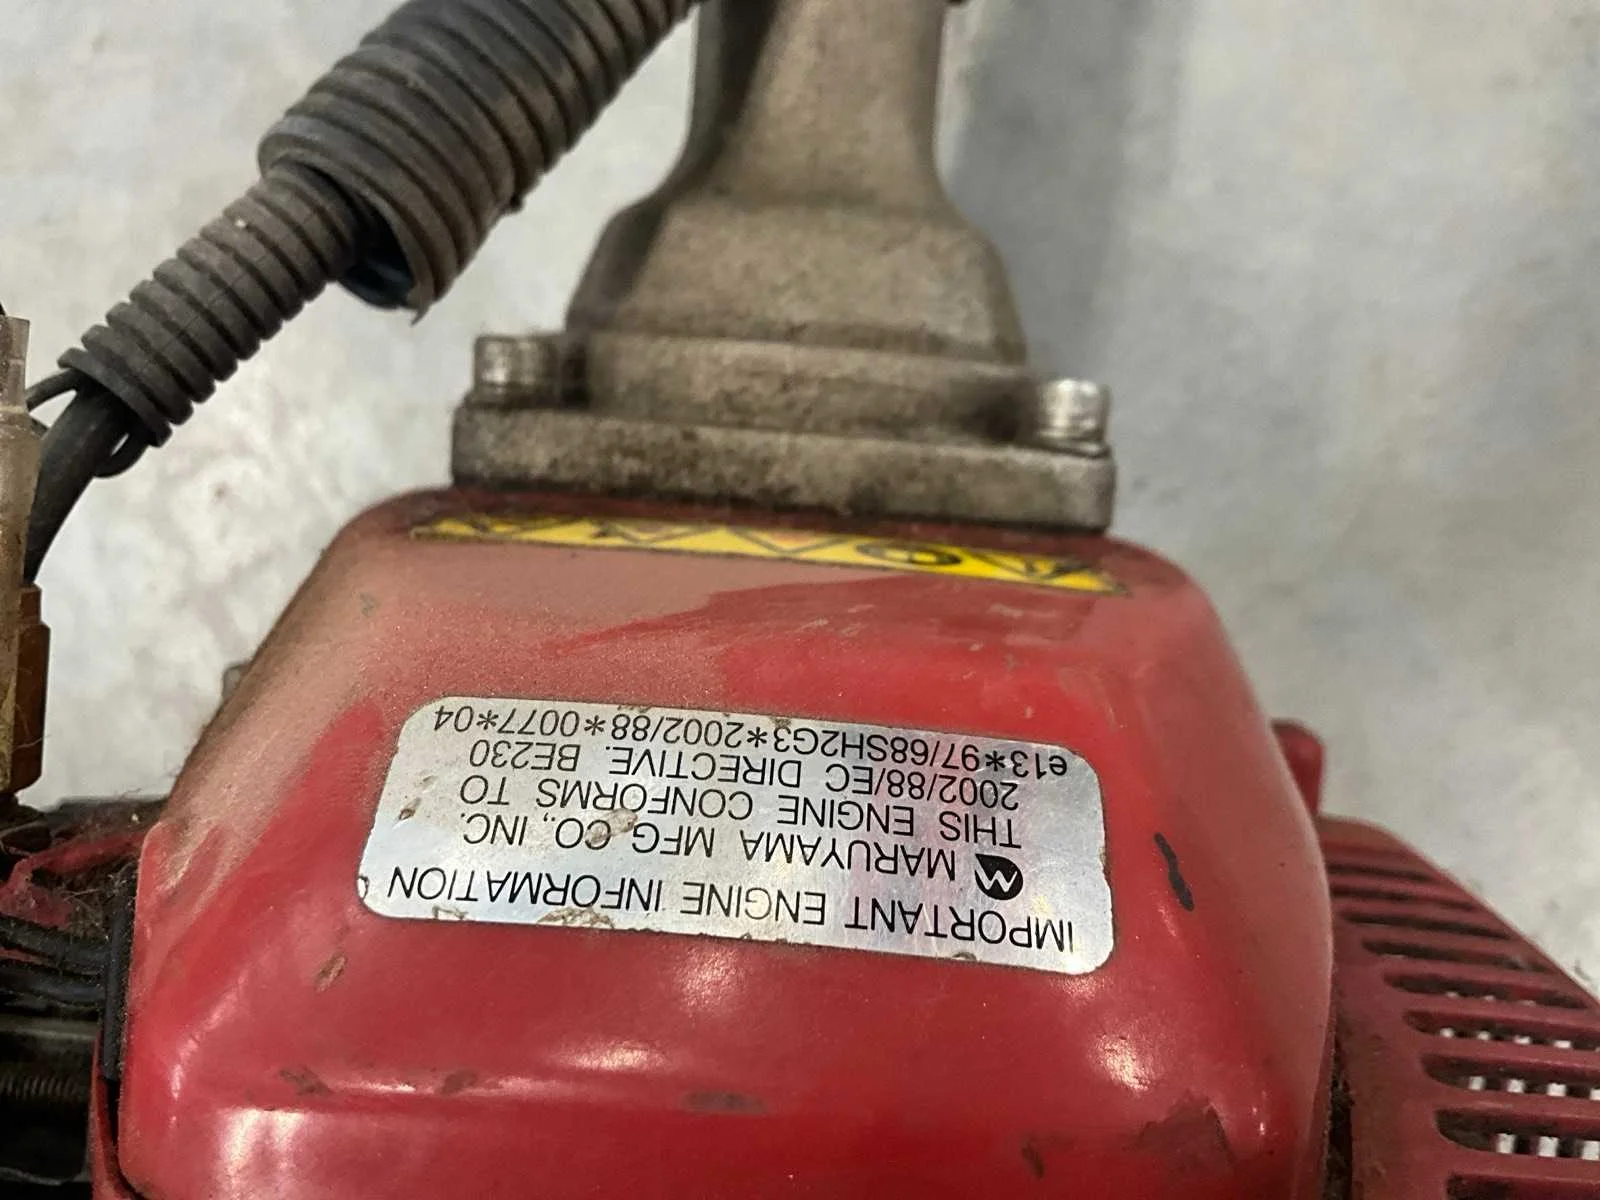 IMPORTANT ENGINE INFORMATION
MARUYAMA MFG CO., INC.
THIS ENGINE CONFORMS TO
2002/88/EC DIRECTIVE. BE230
e13*97/68SH2G3*2002/88*0077*04